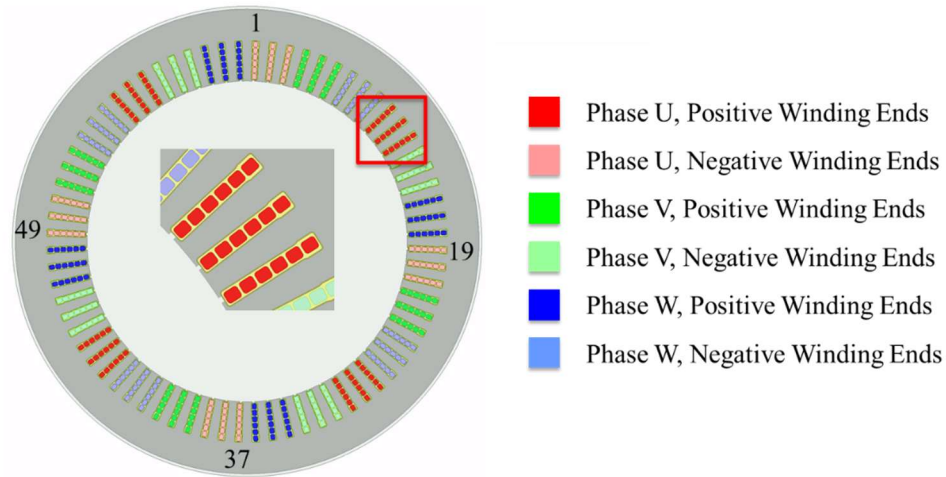 1
19
37
49
Phase U, Positive Winding Ends
Phase U, Negative Winding Ends
Phase V, Positive Winding Ends
Phase V, Negative Winding Ends
Phase W, Positive Winding Ends
Phase W, Negative Winding Ends